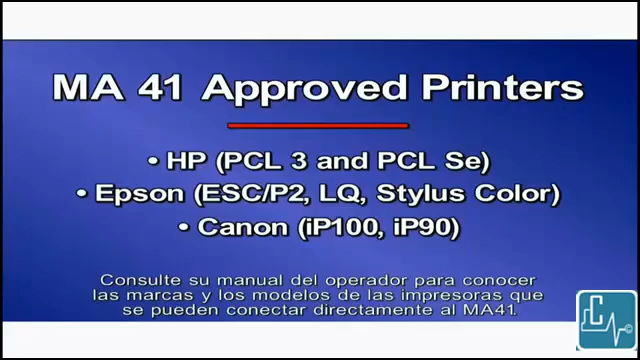 MA 41 Approved Printers
• HP (PCL 3 and PCL Se)
• Epson (ESC/P2, LQ, Stylus Color)
• Canon (iP100, iP90)
Consulte su manual del operador para conocer
las marcas y los modelos de las impresoras que
se pueden conectar directamente al MA41.
C ©